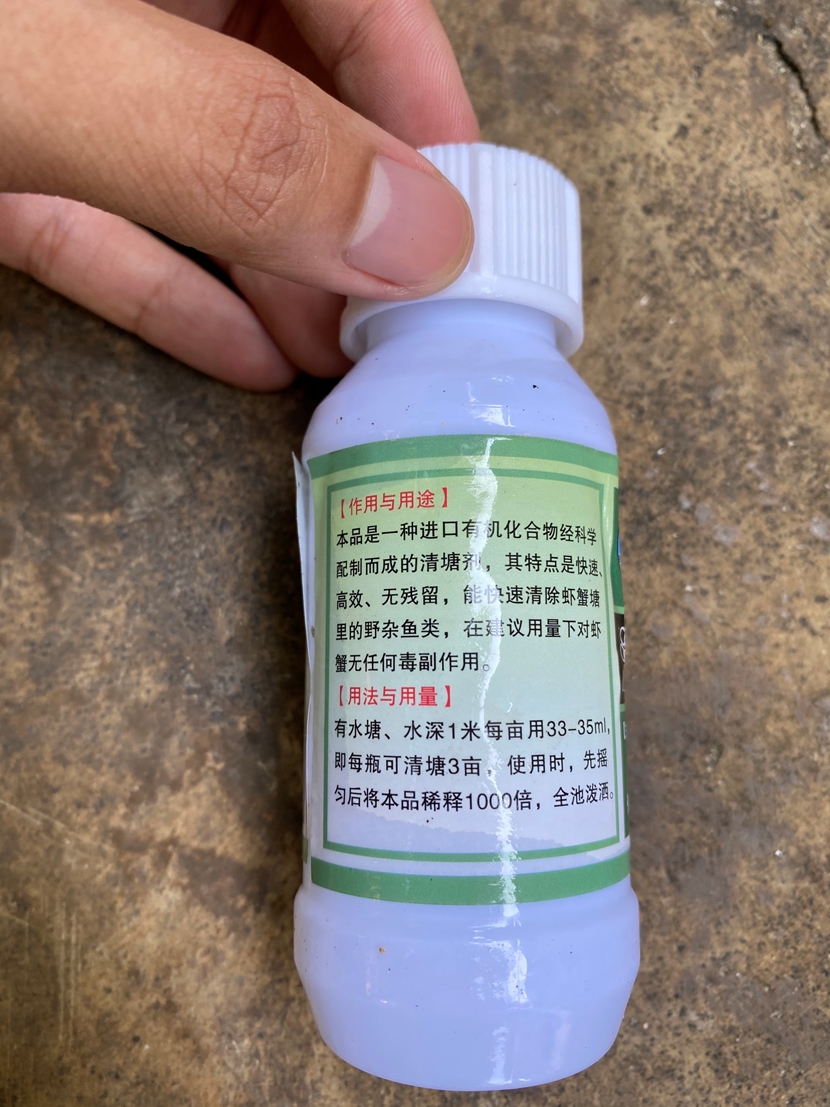 【作用与用途】
本品是一种进口有机化合物经科学
配制而成的清塘剂，其特点是快速、
高效、无残留，能快速清除虾蟹塘
里的野杂鱼类，在建议用量下对虾
蟹无任何毒副作用。
【用法与用量】
有水塘、水深1米每亩用33-35ml，
即每瓶可清塘3亩，使用时，先摇
匀后将本品稀释1000倍，全池泼洒。